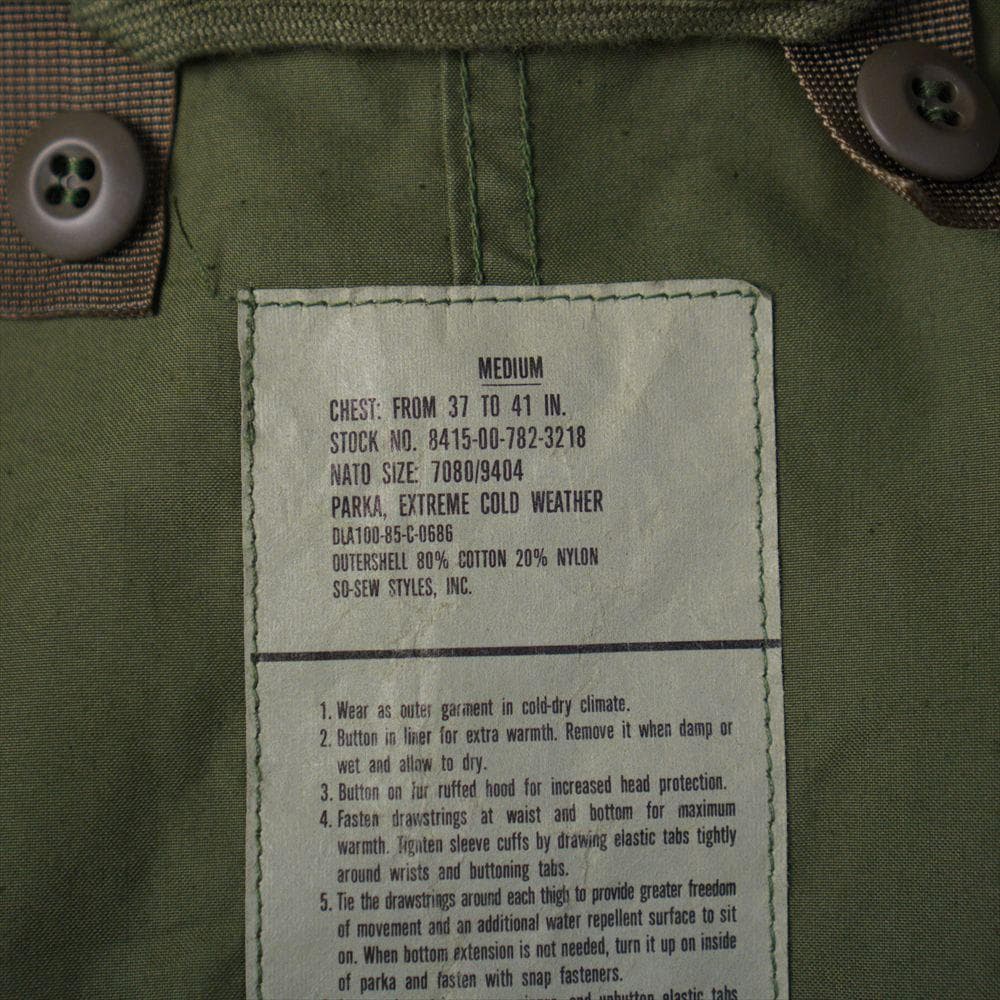 MEDIUM
CHEST: FROM 37 TO 41 IN.
STOCK NO. 8415-00-782-3218
NATO SIZE: 7080/9404
PARKA, EXTREME COLD WEATHER
DLA100-85-C-0686
OUTERSHELL 80% COTTON 20% NYLON
SO-SEW STYLES, INC.
1. Wear as outer garment in cold-dry climate.
2. Button in liner for extra warmth. Remove it when damp or
wet and allow to dry.
3. Button on fur ruffed hood for increased head protection.
4. Fasten drawstrings at waist and bottom for maximum
warmth. Tighten sleeve cuffs by drawing elastic tabs tightly
around wrists and buttoning tabs.
5. Tie the drawstrings around each thigh to provide greater freedom
of movement and an additional water repellent surface to sit
on. When bottom extension is not needed, turn it up on inside
of parka and fasten with snap fasteners.
and unbutton elastic tabs